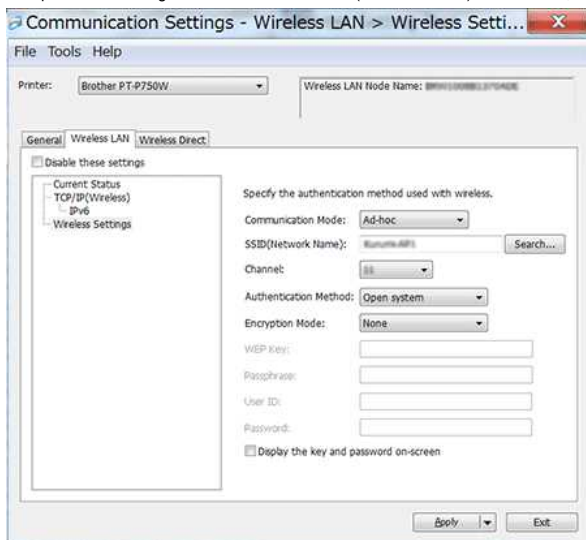 Communication Settings - Wireless LAN > Wireless Setti...
File Tools Help
Printer: Brother PT-P750W Wireless LAN Node Name:
General Wireless LAN Wireless Direct
Disable these settings
Current Status
TCP/IP(Wireless)
IPv6
Wireless Settings
Specify the authentication method used with wireless.
Communication Mode: Ad-hoc
SSID(Network Name): Search...
Channel: 11
Authentication Method: Open system
Encryption Mode: None
WEP Key:
Passphrase:
User ID:
Password:
Display the key and password on-screen
Apply Exit